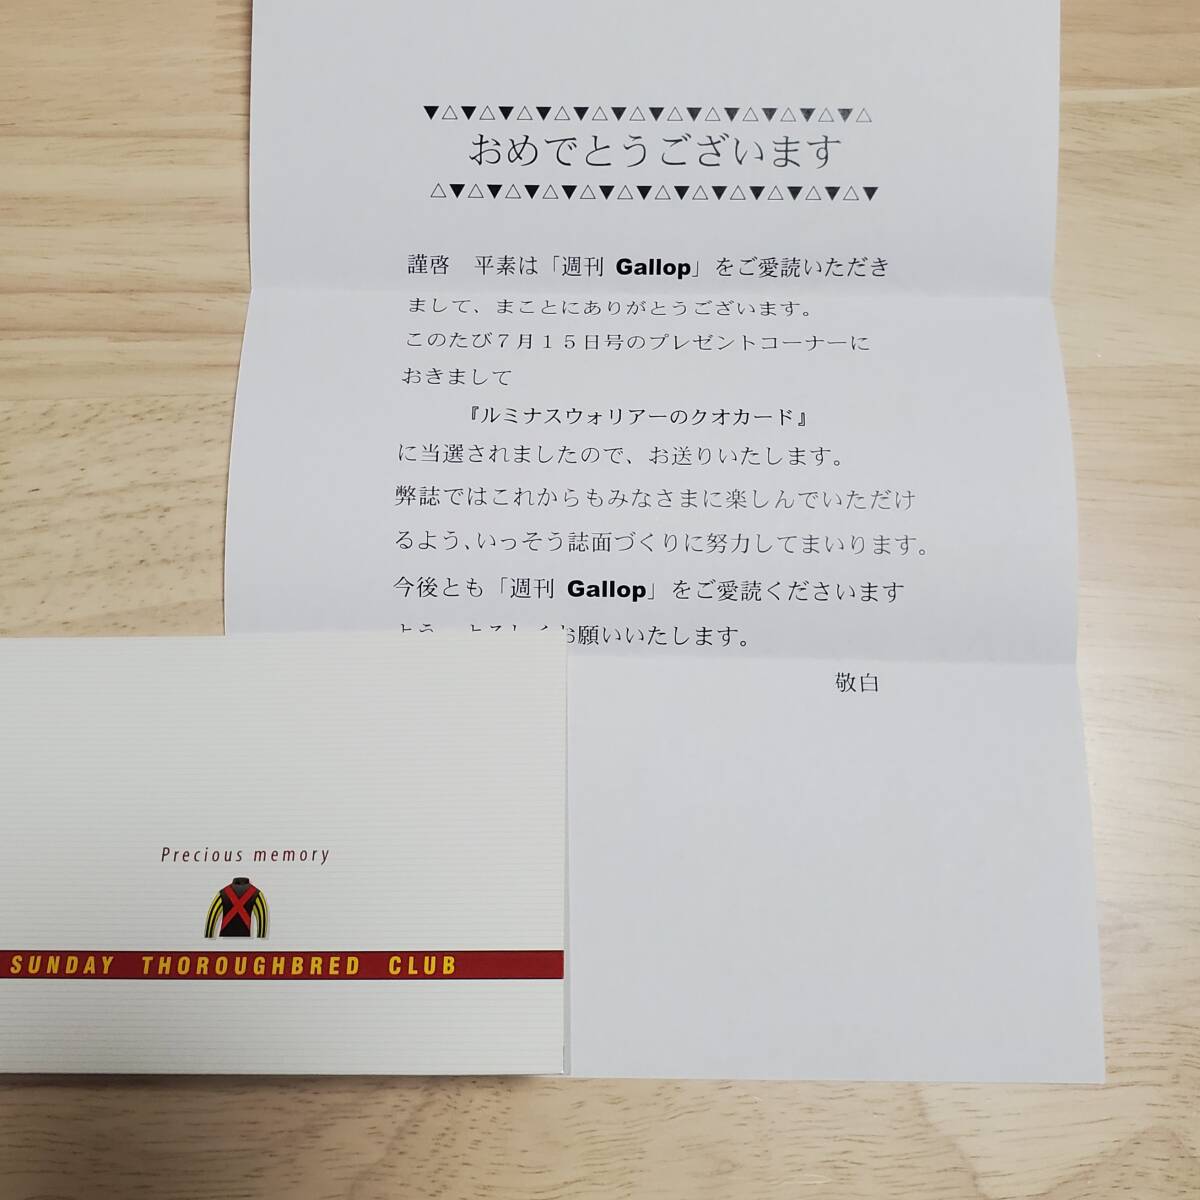 ▼△▼△▼△▼△▼△▼△▼△▼△▼△▼△▼△▼△
おめでとうございます
△▼△▼△▼△▼△▼△▼△▼△▼△▼△▼△▼△▼
謹啓　平素は「週刊 Gallop」をご愛読いただき
まして、まことにありがとうございます。
このたび７月１５日号のプレゼントコーナーに
おきまして
『ルミナスウォリアーのクオカード』
に当選されましたので、お送りいたします。
弊誌ではこれからもみなさまに楽しんでいただけ
るよう、いっそう誌面づくりに努力してまいります。
今後とも「週刊 Gallop」をご愛読くださいます
お願いいたします。
敬白
Precious memory
SUNDAY THOROUGHBRED CLUB